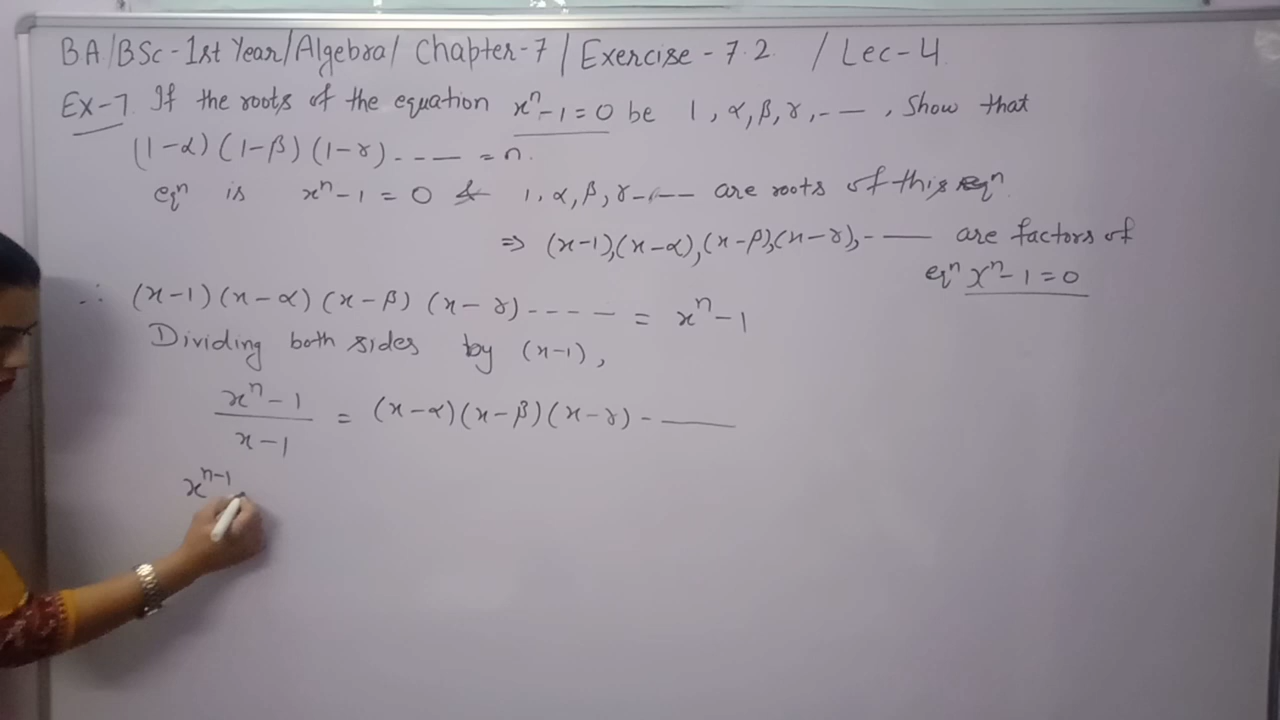 BA/BSc-1st Year/Algebra/ Chapter-7 / Exercise - 7.2. / Lec-4
Ex-7 If the roots of the equation xⁿ-1=0 be 1, α, β, γ, -- , Show that
(1-α)(1-β)(1-γ) ---- = n.
eqⁿ is xⁿ-1 = 0 & 1, α, β, γ --- are roots of this eqⁿ
⇒ (x-1),(x-α),(x-β),(x-γ), --- are factors of
eqⁿ xⁿ-1=0
∴ (x-1)(x-α)(x-β)(x-γ) ----- = xⁿ-1
Dividing both sides by (x-1),
(xⁿ-1)/(x-1) = (x-α)(x-β)(x-γ) ---
xⁿ⁻¹